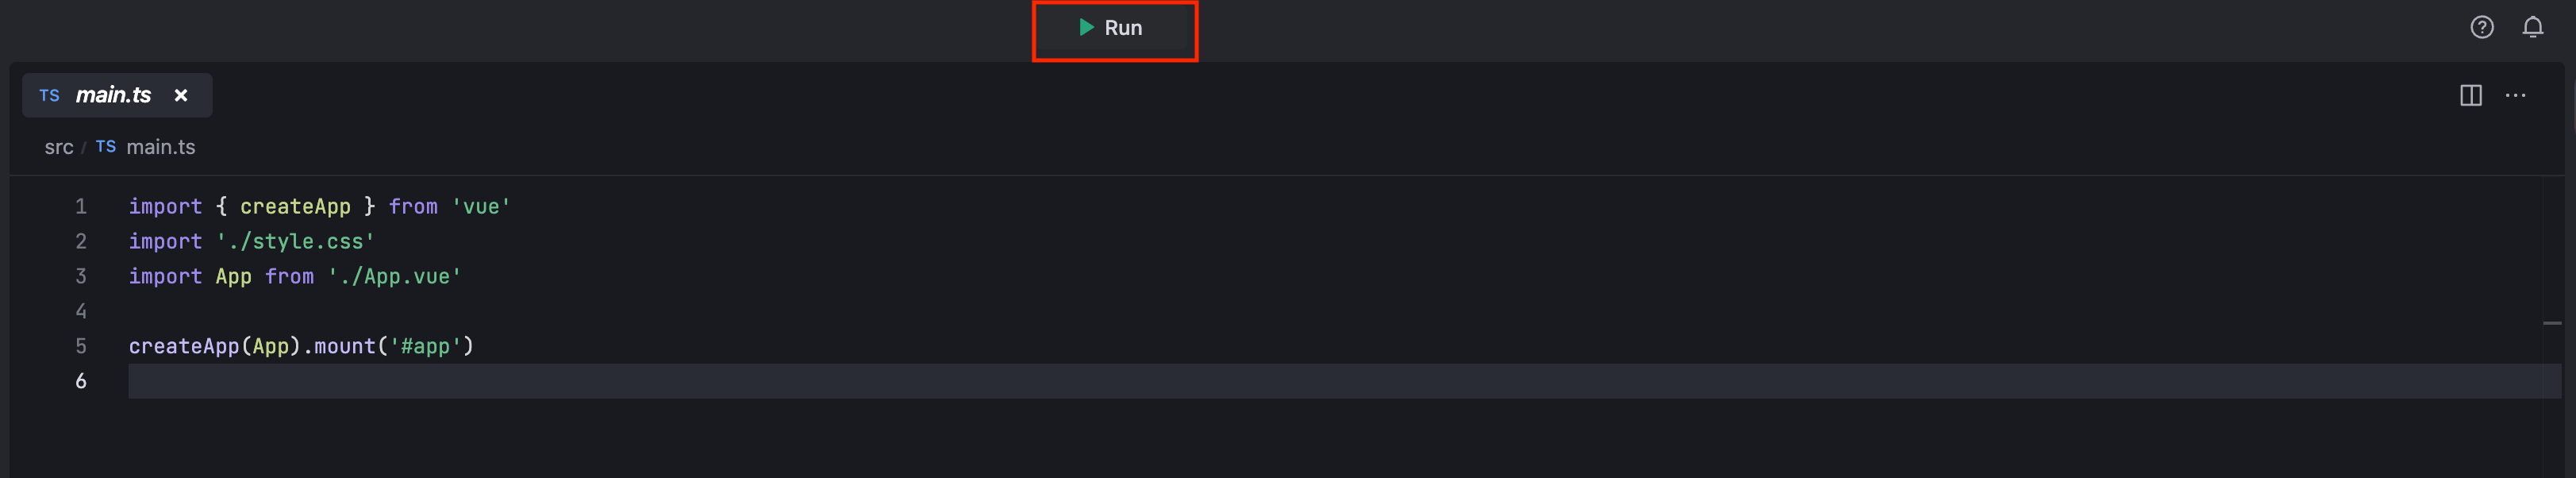 Run
TS main.ts
src / TS main.ts
1 import { createApp } from 'vue'
2 import './style.css'
3 import App from './App.vue'
4
5 createApp(App).mount('#app')
6